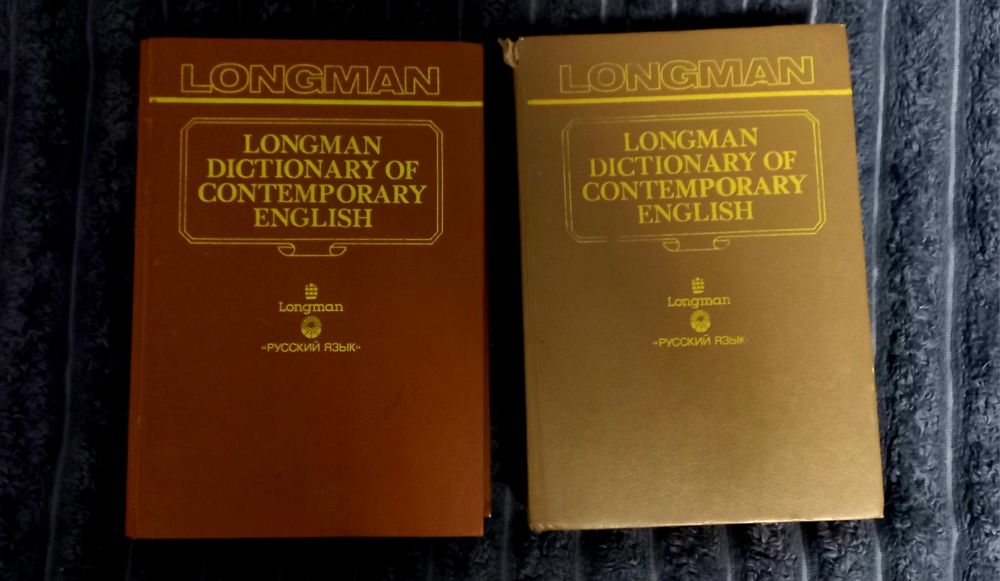 LONGMAN
LONGMAN
DICTIONARY OF
CONTEMPORARY
ENGLISH
Longman
«РУССКИЙ ЯЗЫК»
LONGMAN
LONGMAN
DICTIONARY OF
CONTEMPORARY
ENGLISH
Longman
«РУССКИЙ ЯЗЫК